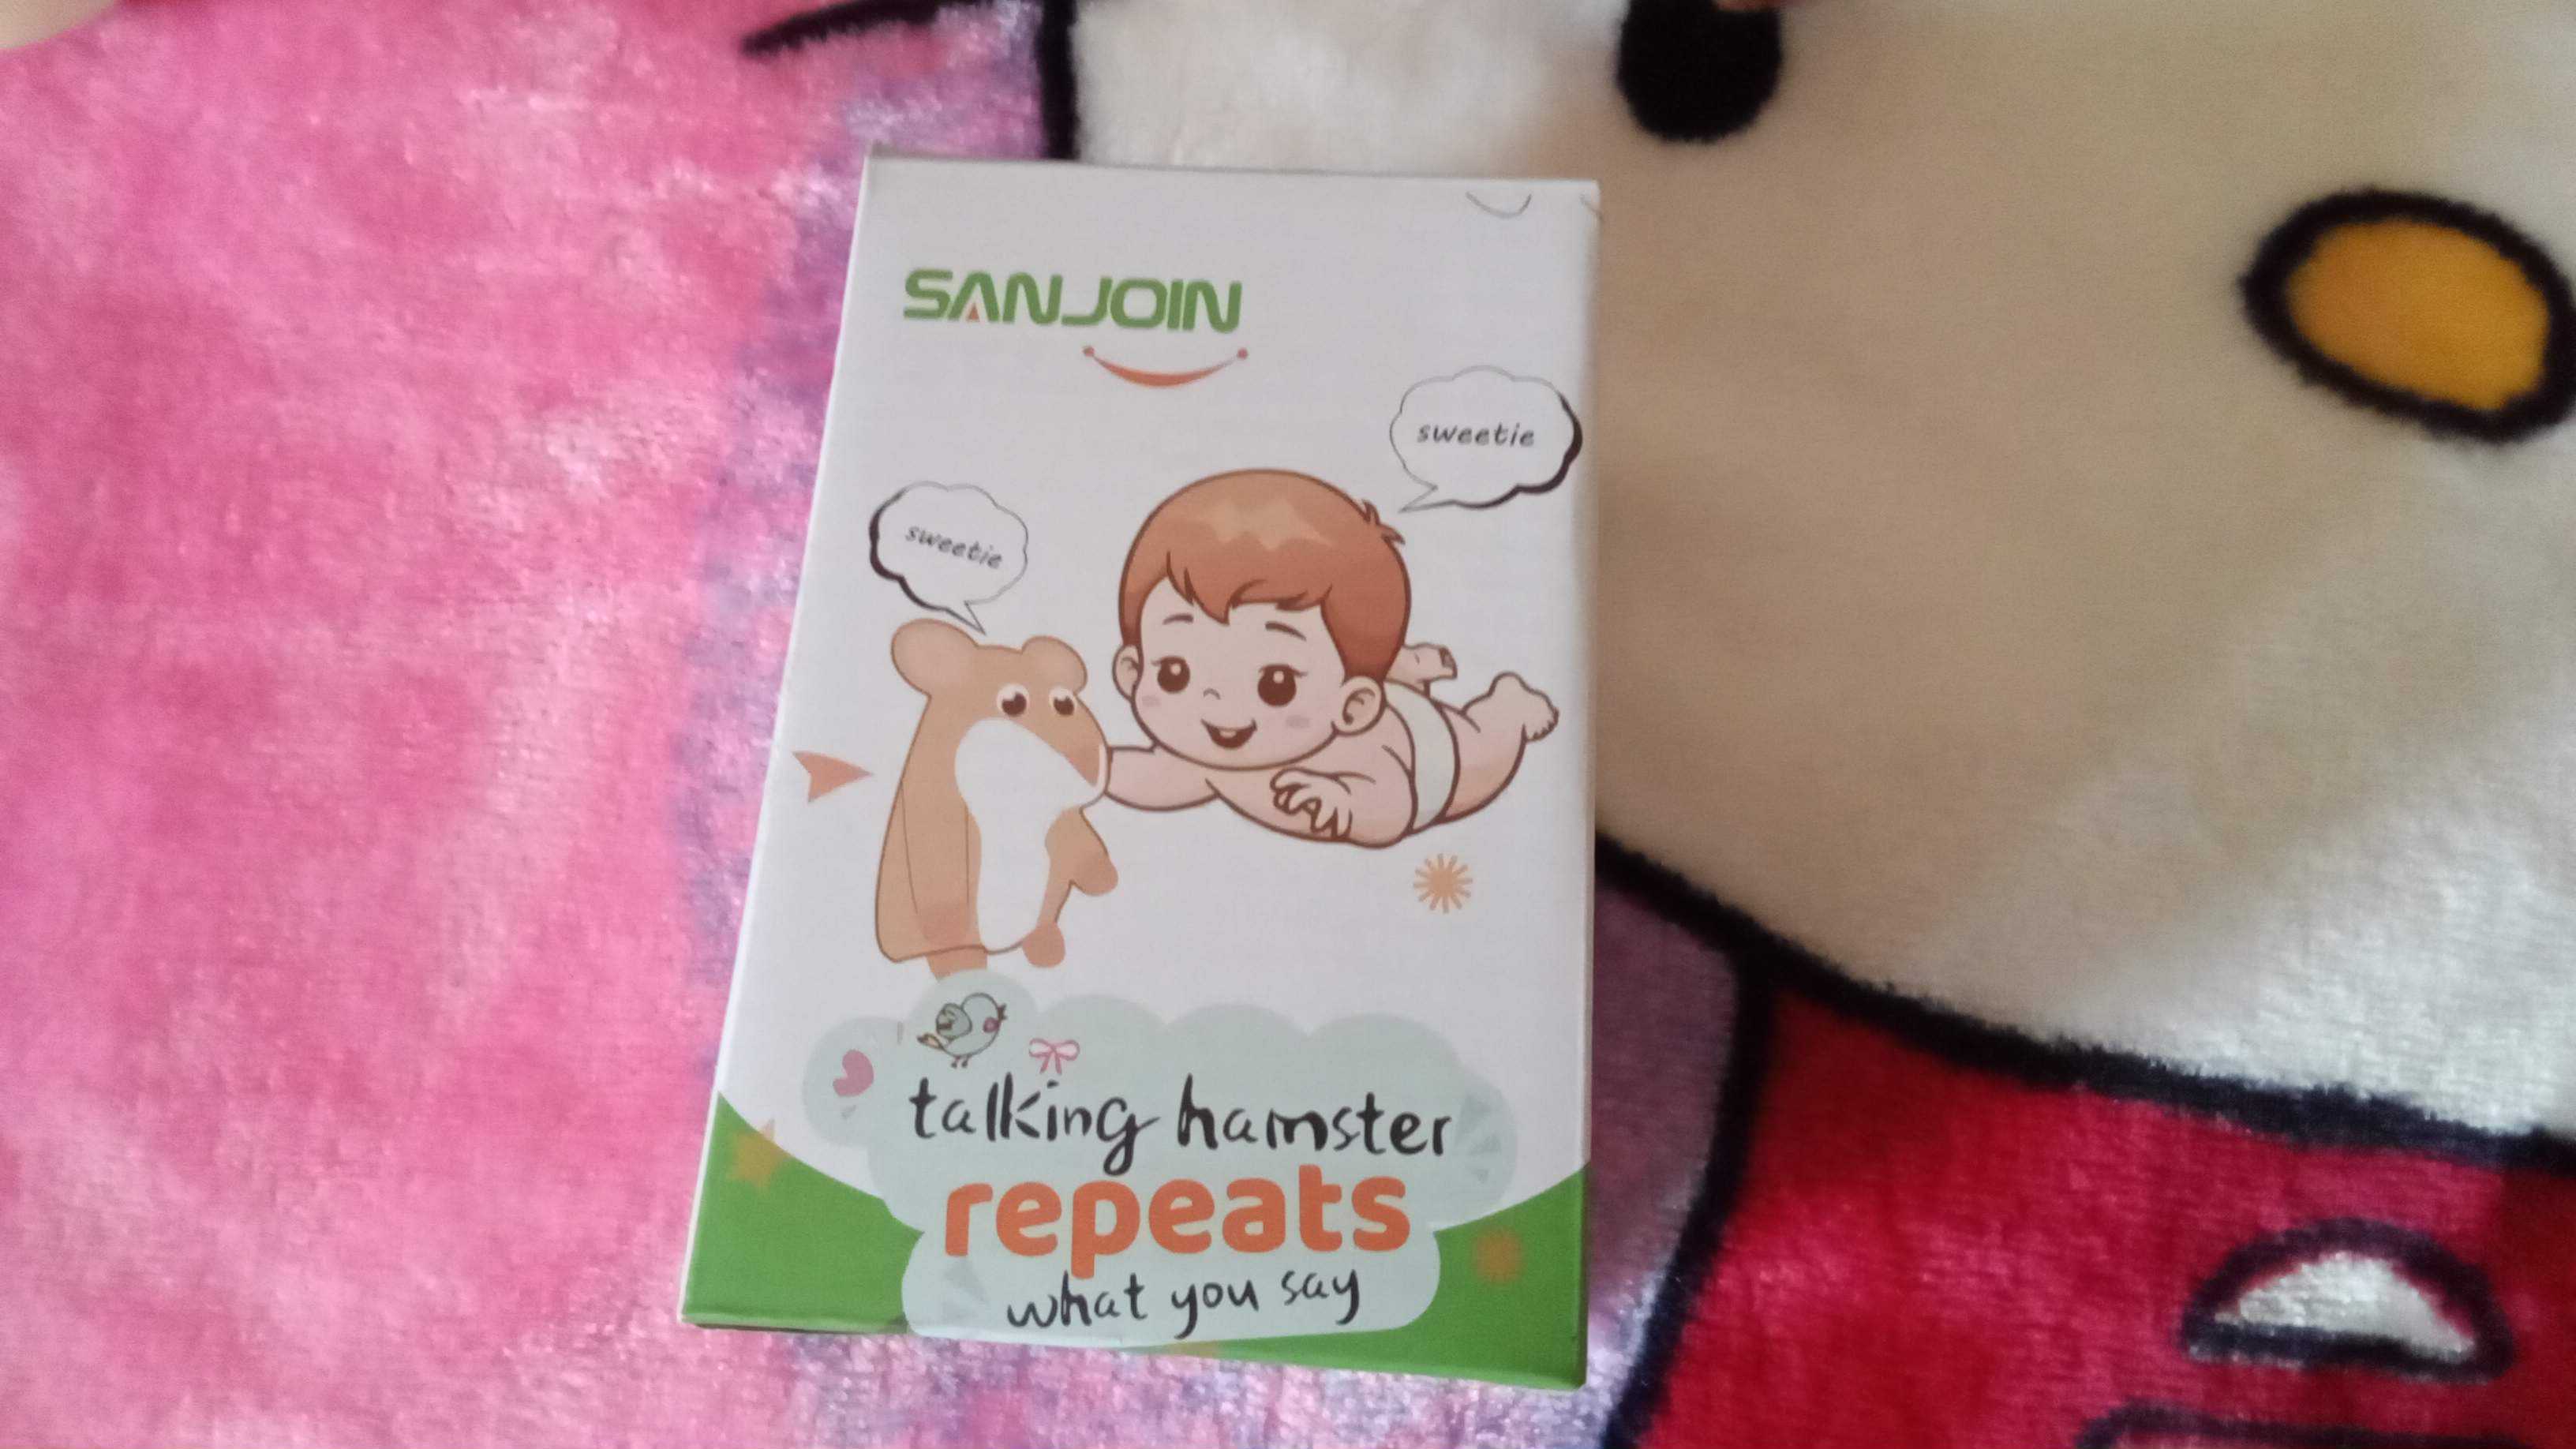 SANJOIN
sweetie
sweetie
talking hamster
repeats
what you say